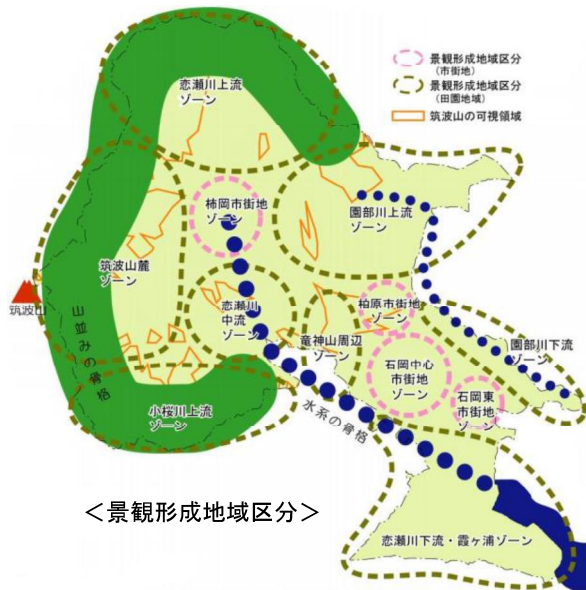 景観形成地域区分
（市街地）
景観形成地域区分
（田園地域）
筑波山の可視領域
恋瀬川上流
ゾーン
柿岡市街地
ゾーン
園部川上流
ゾーン
筑波山麓
ゾーン
筑波山
山並みの骨格
恋瀬川
中流
ゾーン
竜神山周辺
ゾーン
柏原市街地
ゾーン
園部川下流
ゾーン
石岡中心
市街地
ゾーン
石岡東
市街地
ゾーン
小桜川上流
ゾーン
水系の骨格
＜景観形成地域区分＞
恋瀬川下流・霞ヶ浦ゾーン